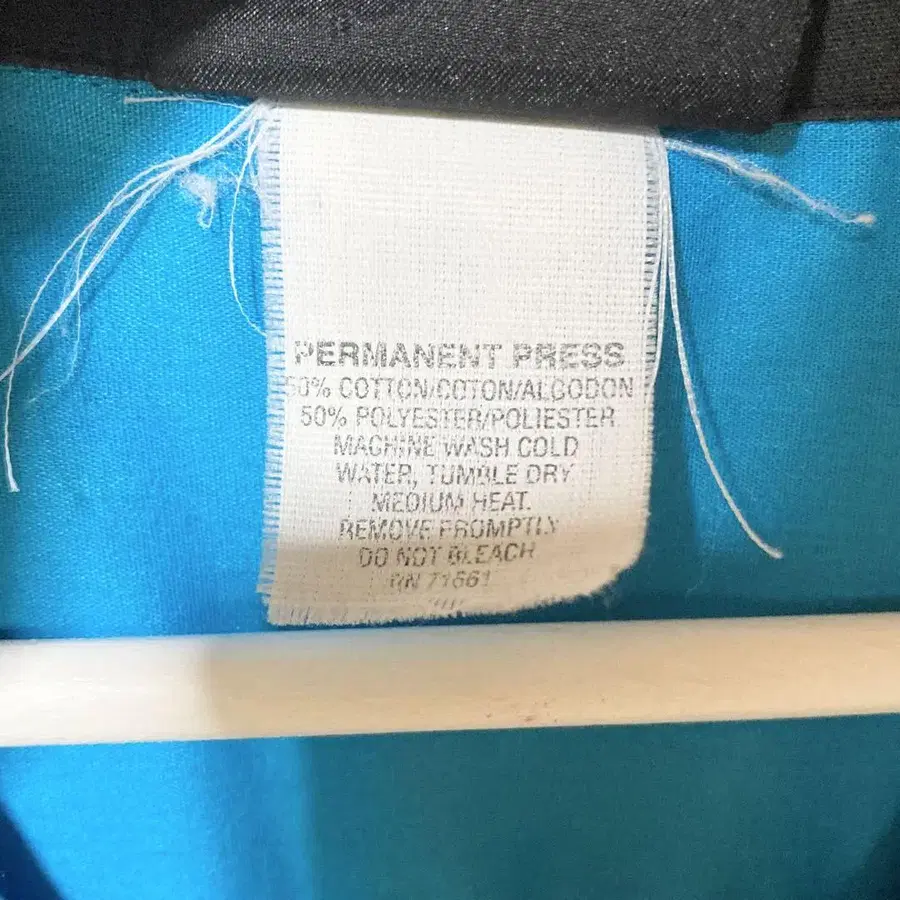 PERMANENT PRESS
50% COTTON/COTON/ALGODON
50% POLYESTER/POLIESTER
MACHINE WASH COLD
WATER, TUMBLE DRY
MEDIUM HEAT.
REMOVE PROMPTLY
DO NOT BLEACH
RN 71661